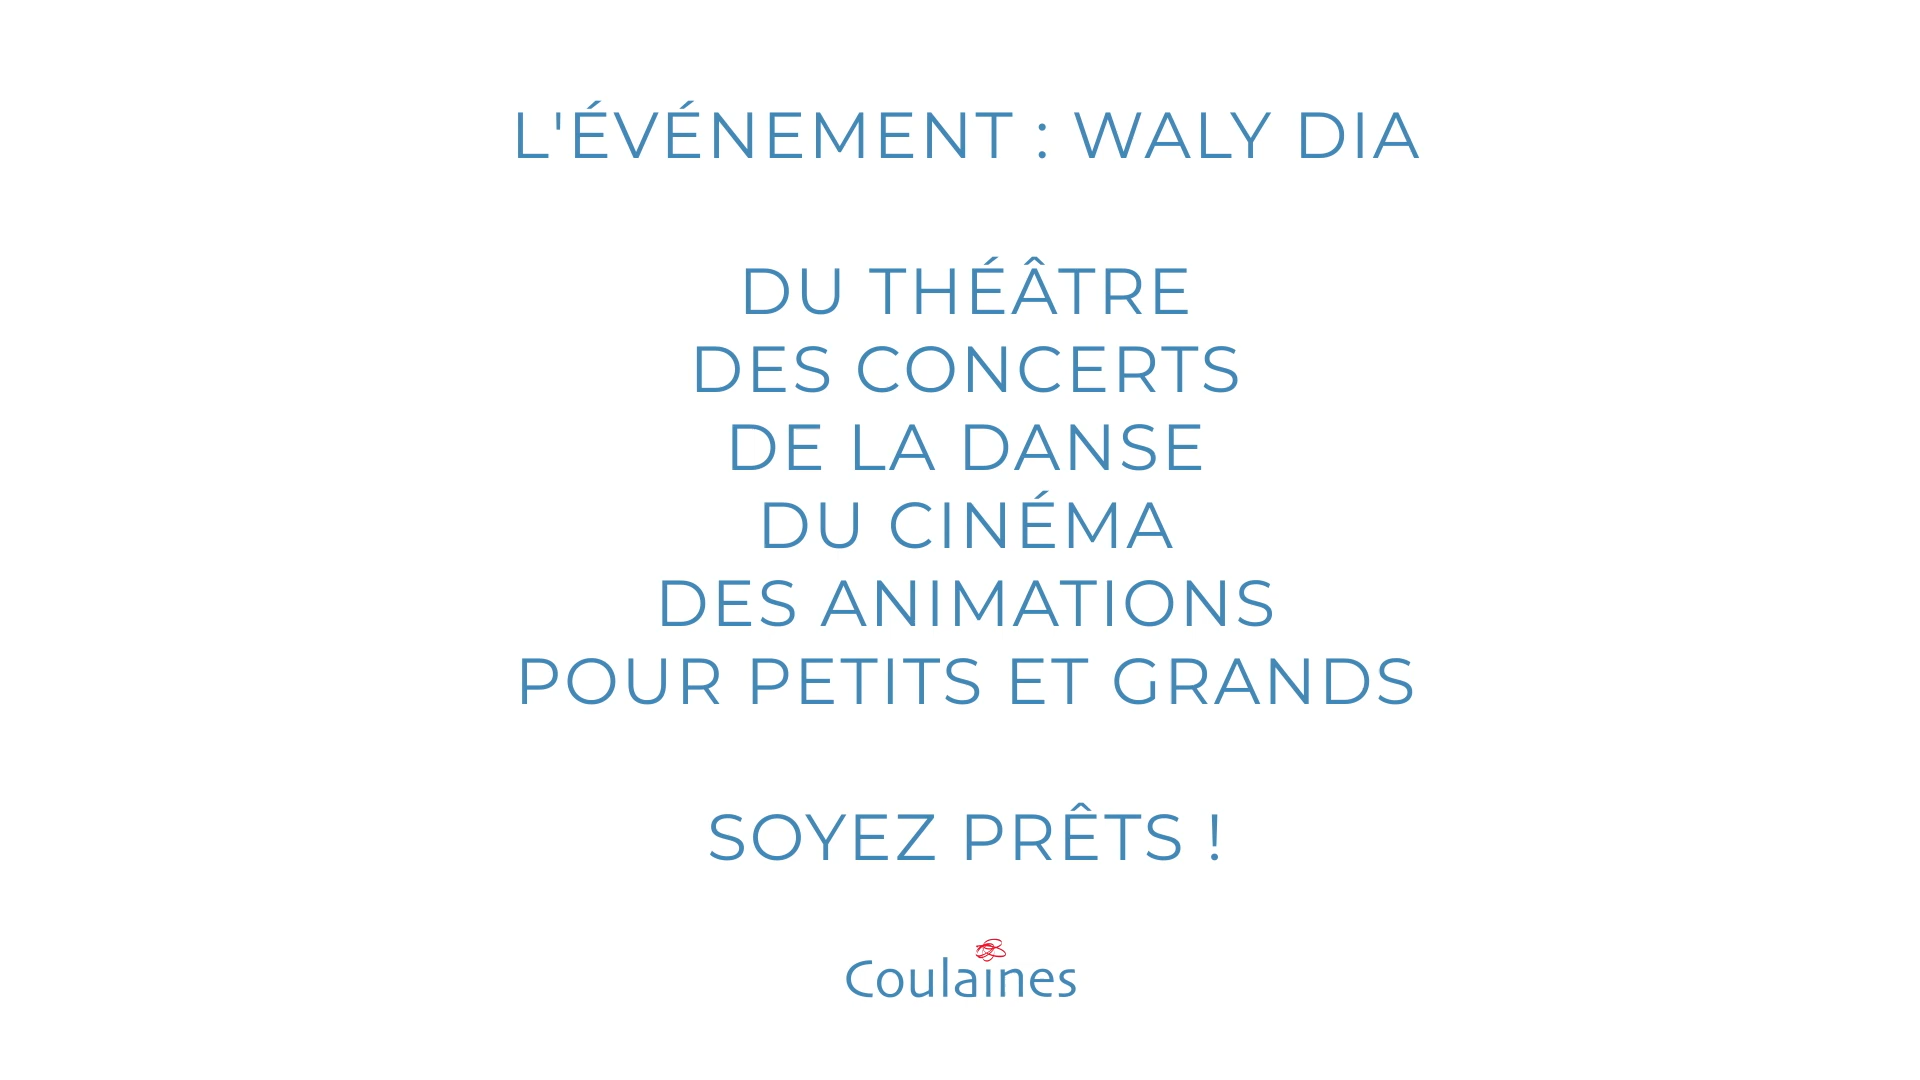 L'ÉVÉNEMENT : WALY DIA
DU THÉÂTRE
DES CONCERTS
DE LA DANSE
DU CINÉMA
DES ANIMATIONS
POUR PETITS ET GRANDS
SOYEZ PRÊTS !
Coulaines